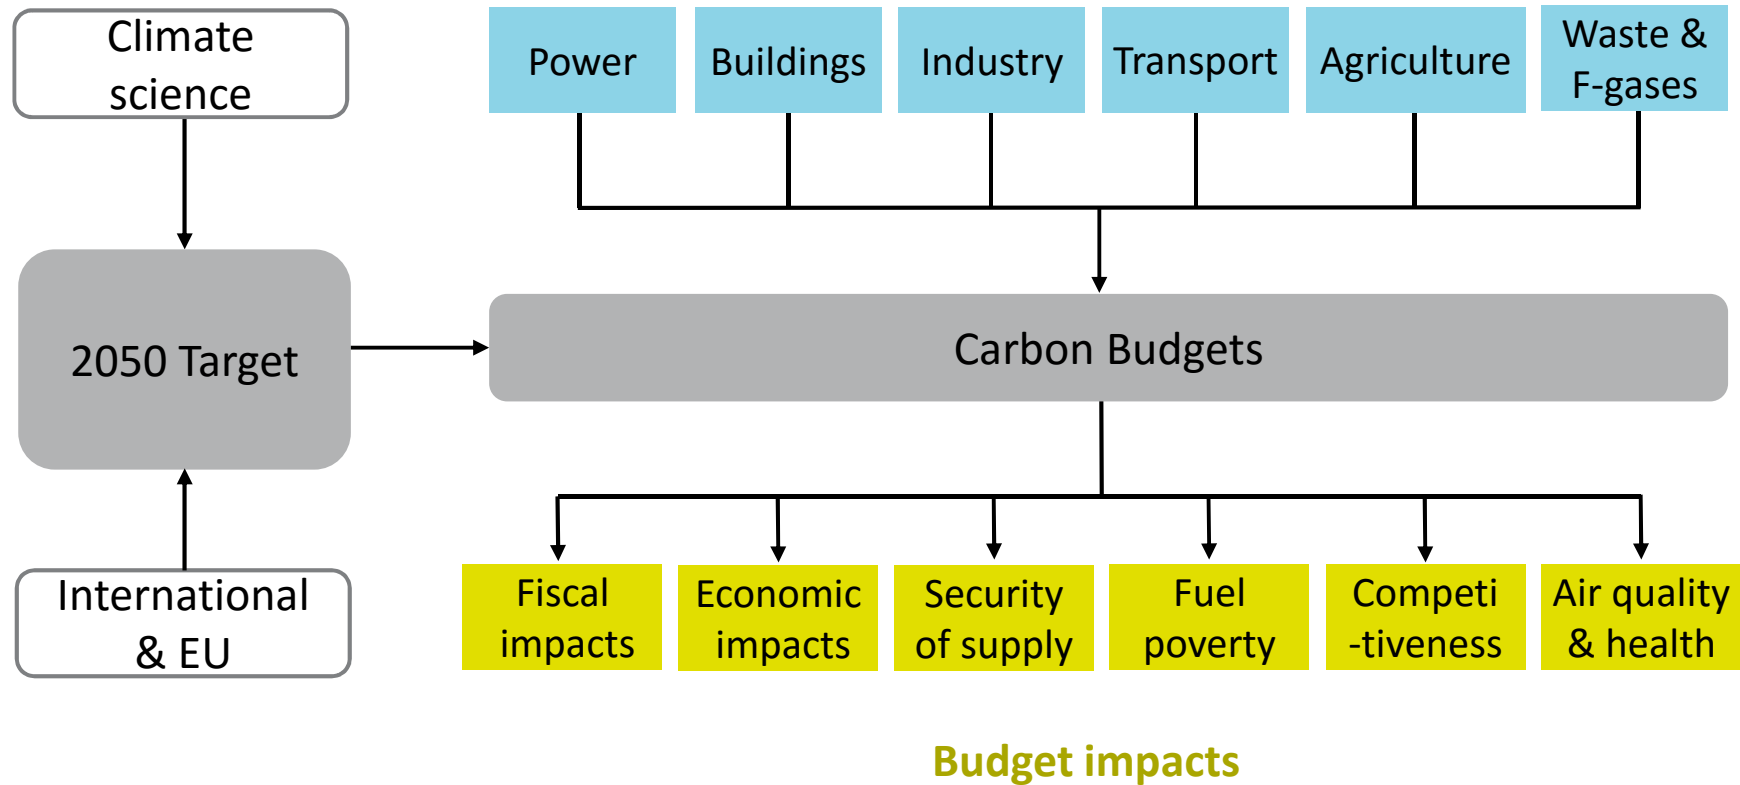 Climate
science
Power
Buildings
Industry
Transport
Agriculture
Waste &
F-gases
2050 Target
Carbon Budgets
International
& EU
Fiscal
impacts
Economic
impacts
Security
of supply
Fuel
poverty
Competi
-tiveness
Air quality
& health
Budget impacts